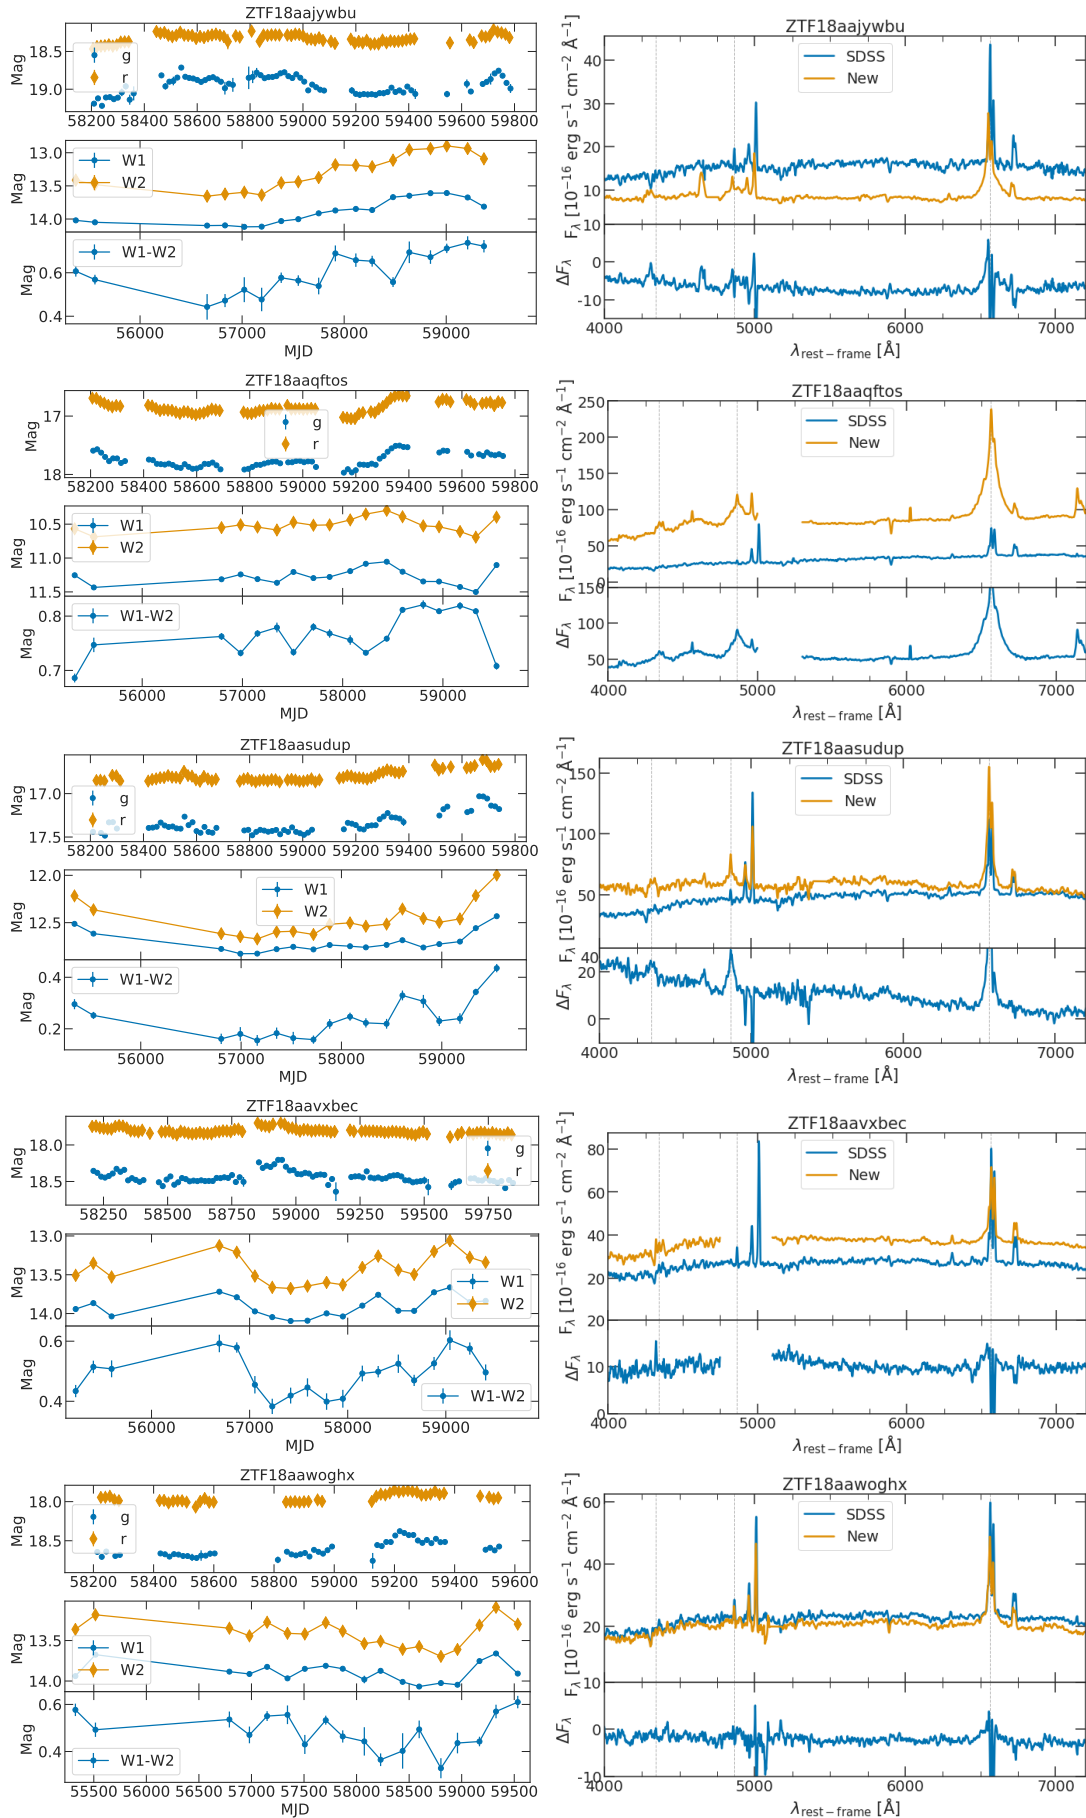 ZTF18aajywbu
18.5
19.0
Mag
g
r
58200 58400 58600 58800 59000 59200 59400 59600 59800
13.0
13.5
14.0
Mag
W1
W2
0.6
0.4
Mag
W1-W2
56000 57000 58000 59000
MJD
ZTF18aajywbu
40
30
20
10
F_λ [10^−16 erg s^−1 cm^−2 Å^−1]
SDSS
New
10
0
-10
ΔF_λ
4000 5000 6000 7000
λ_rest−frame [Å]
ZTF18aaqftos
17
18
Mag
g
r
58200 58400 58600 58800 59000 59200 59400 59600 59800
10.5
11.0
11.5
Mag
W1
W2
0.8
0.7
Mag
W1-W2
56000 57000 58000 59000
MJD
ZTF18aaqftos
250
200
150
100
50
0
F_λ [10^−16 erg s^−1 cm^−2 Å^−1]
SDSS
New
150
100
50
ΔF_λ
4000 5000 6000 7000
λ_rest−frame [Å]
ZTF18aasudup
17.0
17.5
Mag
g
r
58200 58400 58600 58800 59000 59200 59400 59600 59800
12.0
12.5
Mag
W1
W2
0.4
0.2
Mag
W1-W2
56000 57000 58000 59000
MJD
ZTF18aasudup
150
100
50
F_λ [10^−16 erg s^−1 cm^−2 Å^−1]
SDSS
New
40
20
0
ΔF_λ
4000 5000 6000 7000
λ_rest−frame [Å]
ZTF18aavxbec
18.0
18.5
Mag
g
r
58250 58500 58750 59000 59250 59500 59750
13.0
13.5
14.0
Mag
W1
W2
0.6
0.4
Mag
W1-W2
56000 57000 58000 59000
MJD
ZTF18aavxbec
80
60
40
20
F_λ [10^−16 erg s^−1 cm^−2 Å^−1]
SDSS
New
20
10
0
ΔF_λ
4000 5000 6000 7000
λ_rest−frame [Å]
ZTF18aawoghx
18.0
18.5
Mag
g
r
58200 58400 58600 58800 59000 59200 59400 59600
13.5
14.0
Mag
W1
W2
0.6
0.4
Mag
W1-W2
55500 56000 56500 57000 57500 58000 58500 59000 59500
MJD
ZTF18aawoghx
60
40
20
F_λ [10^−16 erg s^−1 cm^−2 Å^−1]
SDSS
New
10
0
-10
ΔF_λ
4000 5000 6000 7000
λ_rest−frame [Å]